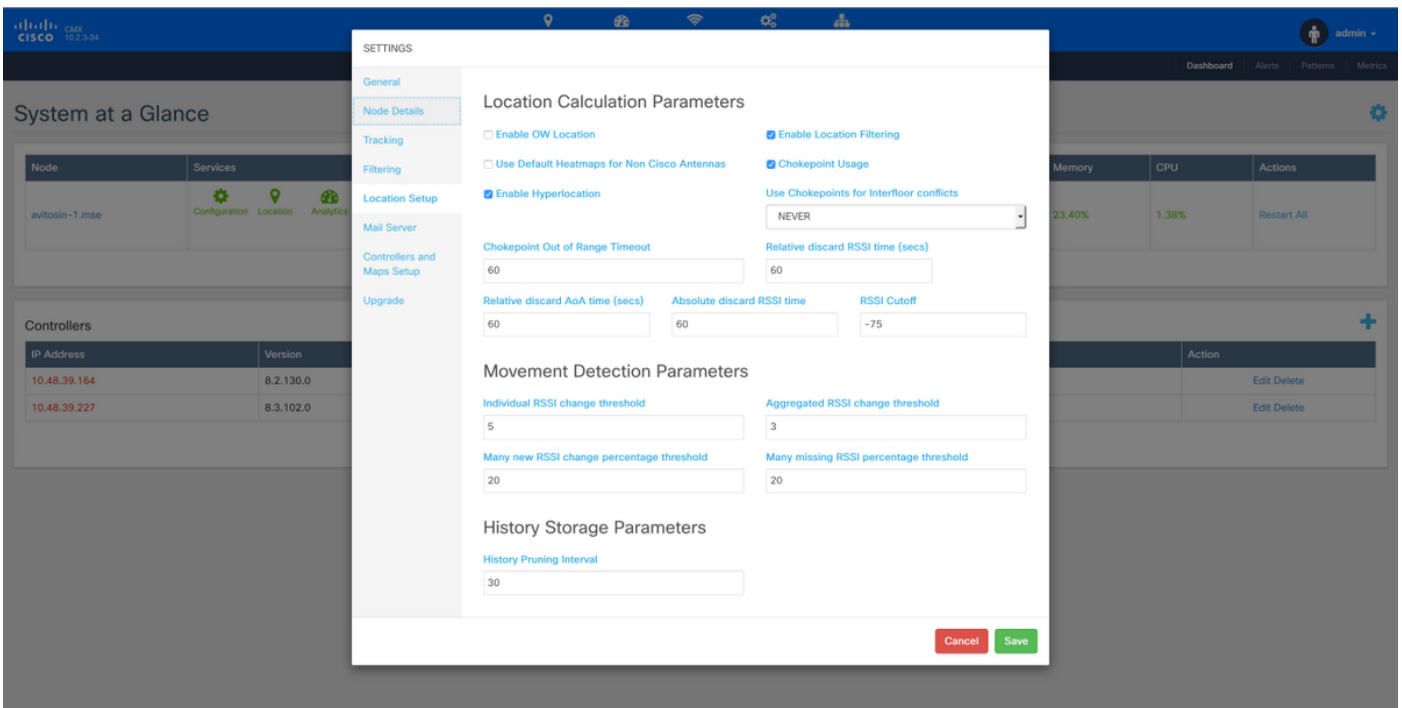 CISCO CMX 10.2.3-34
admin
Dashboard Alerts Patterns Metrics
System at a Glance
Node Services Memory CPU Actions
avitosin-1.mse Configuration Location Analytics 23.40% 1.38% Restart All
Controllers
IP Address Version Action
10.48.39.164 8.2.130.0 Edit Delete
10.48.39.227 8.3.102.0 Edit Delete
SETTINGS
General
Node Details
Tracking
Filtering
Location Setup
Mail Server
Controllers and
Maps Setup
Upgrade
Location Calculation Parameters
Enable OW Location Enable Location Filtering
Use Default Heatmaps for Non Cisco Antennas Chokepoint Usage
Enable Hyperlocation Use Chokepoints for Interfloor conflicts
NEVER
Chokepoint Out of Range Timeout Relative discard RSSI time (secs)
60 60
Relative discard AoA time (secs) Absolute discard RSSI time RSSI Cutoff
60 60 -75
Movement Detection Parameters
Individual RSSI change threshold Aggregated RSSI change threshold
5 3
Many new RSSI change percentage threshold Many missing RSSI percentage threshold
20 20
History Storage Parameters
History Pruning Interval
30
Cancel Save